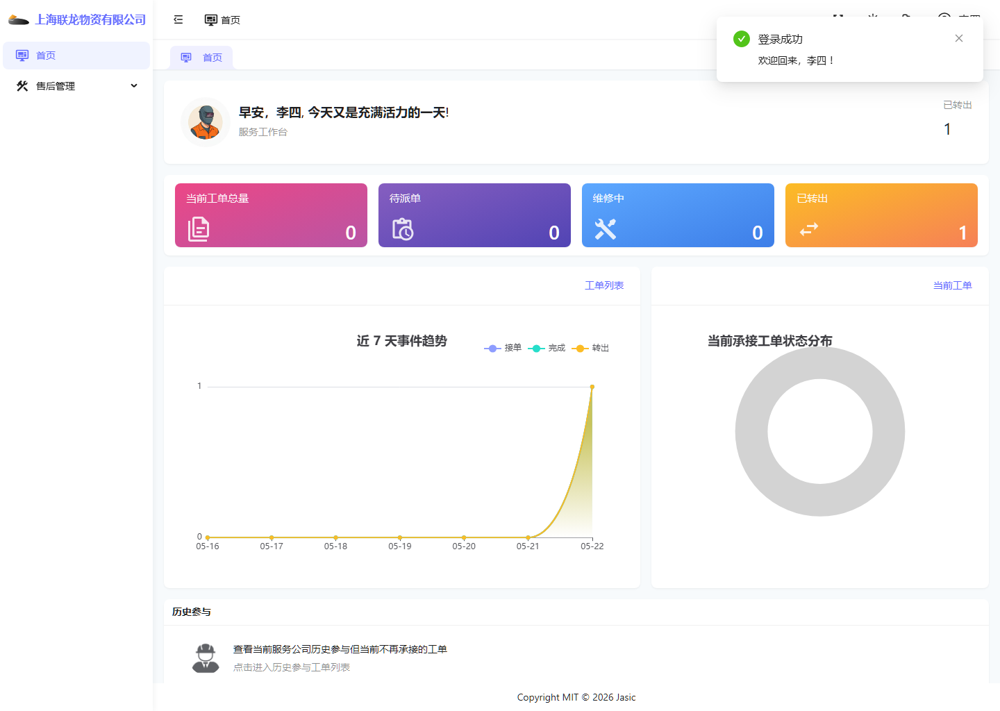 上海联龙物资有限公司
首页
登录成功
欢迎回来，李四！
首页
首页
售后管理
早安，李四, 今天又是充满活力的一天!
服务工作台
已转出
1
当前工单总量
0
待派单
0
维修中
0
已转出
1
工单列表
当前工单
近 7 天事件趋势
接单
完成
转出
1
0
05-16
05-17
05-18
05-19
05-20
05-21
05-22
当前承接工单状态分布
历史参与
查看当前服务公司历史参与但当前不再承接的工单
点击进入历史参与工单列表
Copyright MIT © 2026 Jasic